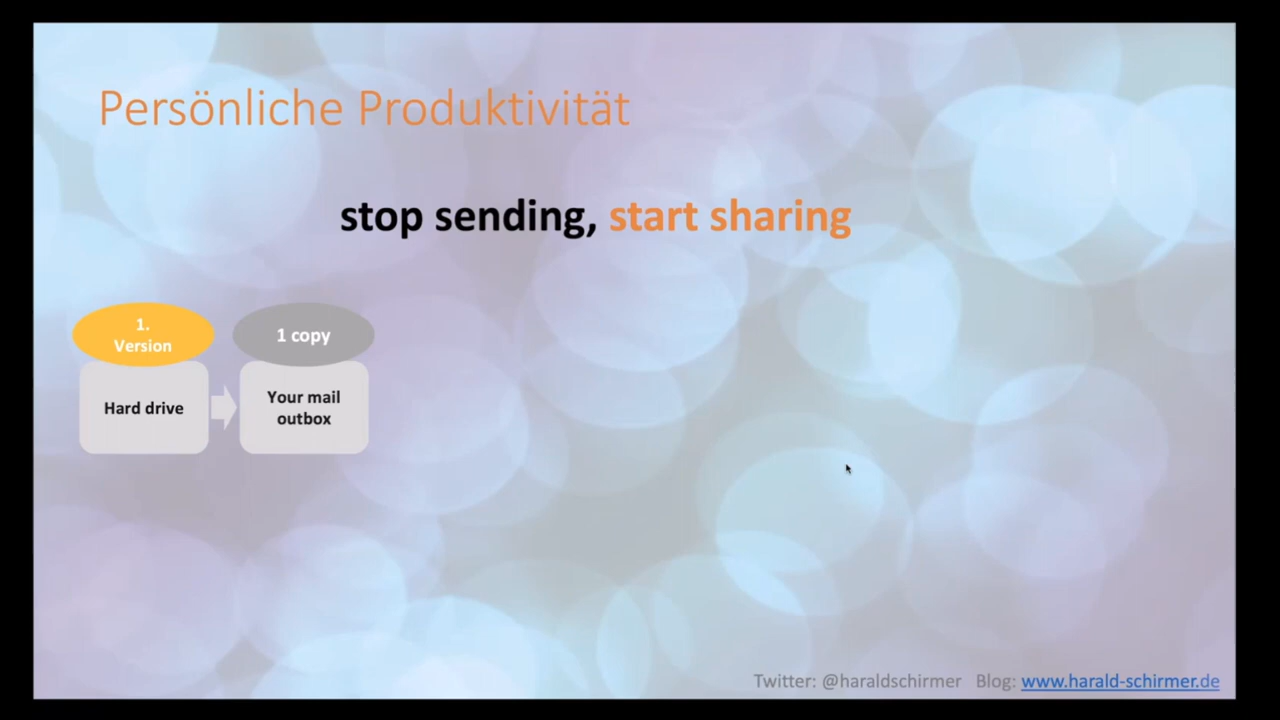 Persönliche Produktivität
stop sending, start sharing
1.
Version
1 copy
Hard drive
Your mail
outbox
Twitter: @haraldschirmer Blog: www.harald-schirmer.de